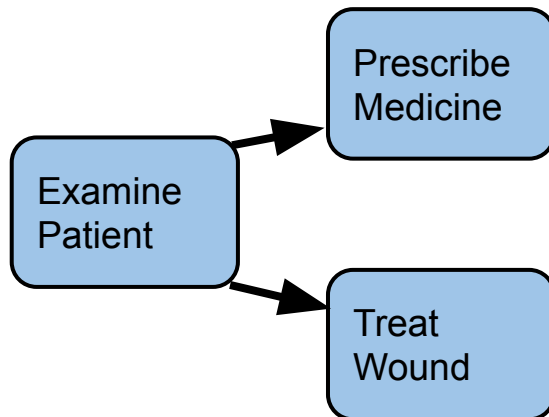 Prescribe
Medicine
Examine
Patient
Treat
Wound